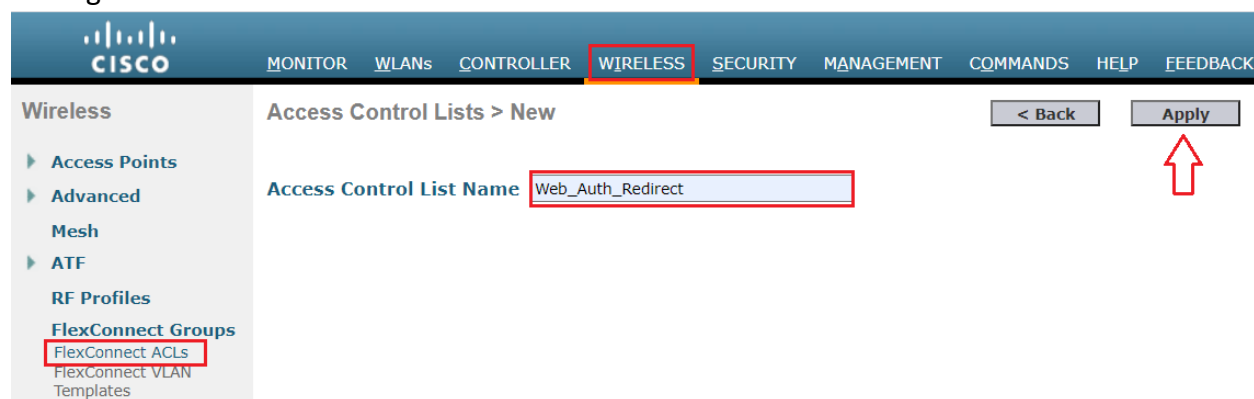 CISCO
MONITOR WLANs CONTROLLER WIRELESS SECURITY MANAGEMENT COMMANDS HELP FEEDBACK
Wireless
Access Control Lists > New
< Back
Apply
Access Points
Advanced
Mesh
ATF
RF Profiles
FlexConnect Groups
FlexConnect ACLs
FlexConnect VLAN
Templates
Access Control List Name Web_Auth_Redirect